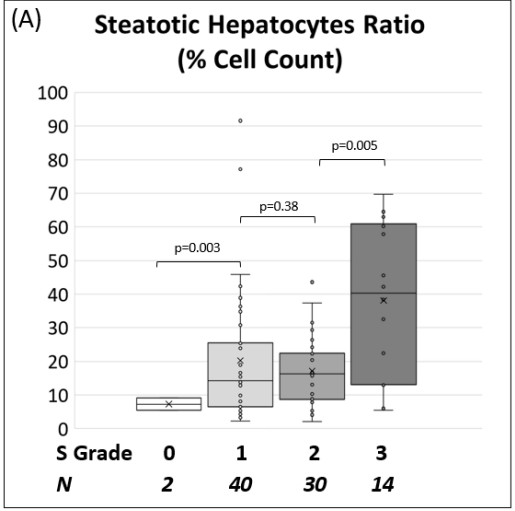 (A)
Steatotic Hepatocytes Ratio
(% Cell Count)
100
90
80
70
60
50
40
30
20
10
0
p=0.003
p=0.38
p=0.005
S Grade 0 1 2 3
N 2 40 30 14